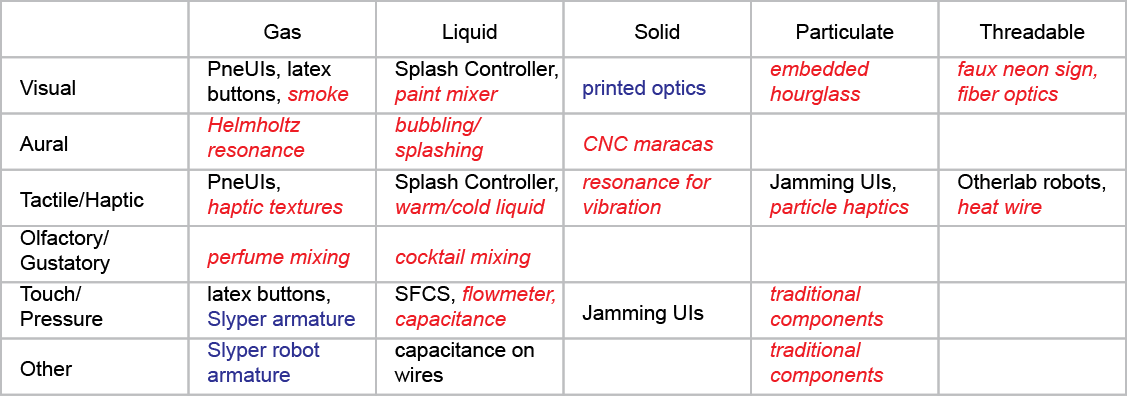 Gas Liquid Solid Particulate Threadable
Visual
PneUIs, latex
buttons, smoke
Splash Controller,
paint mixer
printed optics
embedded
hourglass
faux neon sign,
fiber optics
Aural
Helmholtz
resonance
bubbling/
splashing
CNC maracas
Tactile/Haptic
PneUIs,
haptic textures
Splash Controller,
warm/cold liquid
resonance for
vibration
Jamming UIs,
particle haptics
Otherlab robots,
heat wire
Olfactory/
Gustatory
perfume mixing
cocktail mixing
Touch/
Pressure
latex buttons,
Slyper armature
SFCS, flowmeter,
capacitance
Jamming UIs
traditional
components
Other
Slyper robot
armature
capacitance on
wires
traditional
components